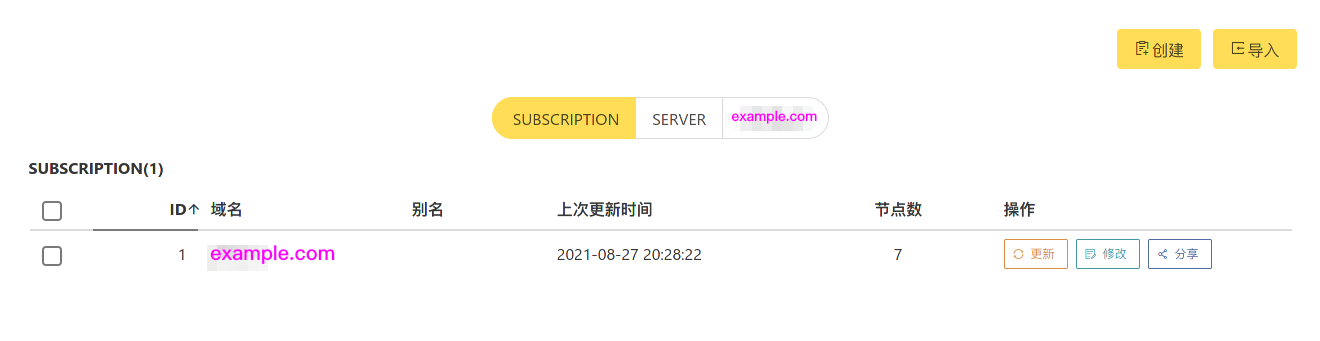 创建 导入
SUBSCRIPTION SERVER example.com
SUBSCRIPTION(1)
ID↑ 域名 别名 上次更新时间 节点数 操作
1 example.com 2021-08-27 20:28:22 7 更新 修改 分享